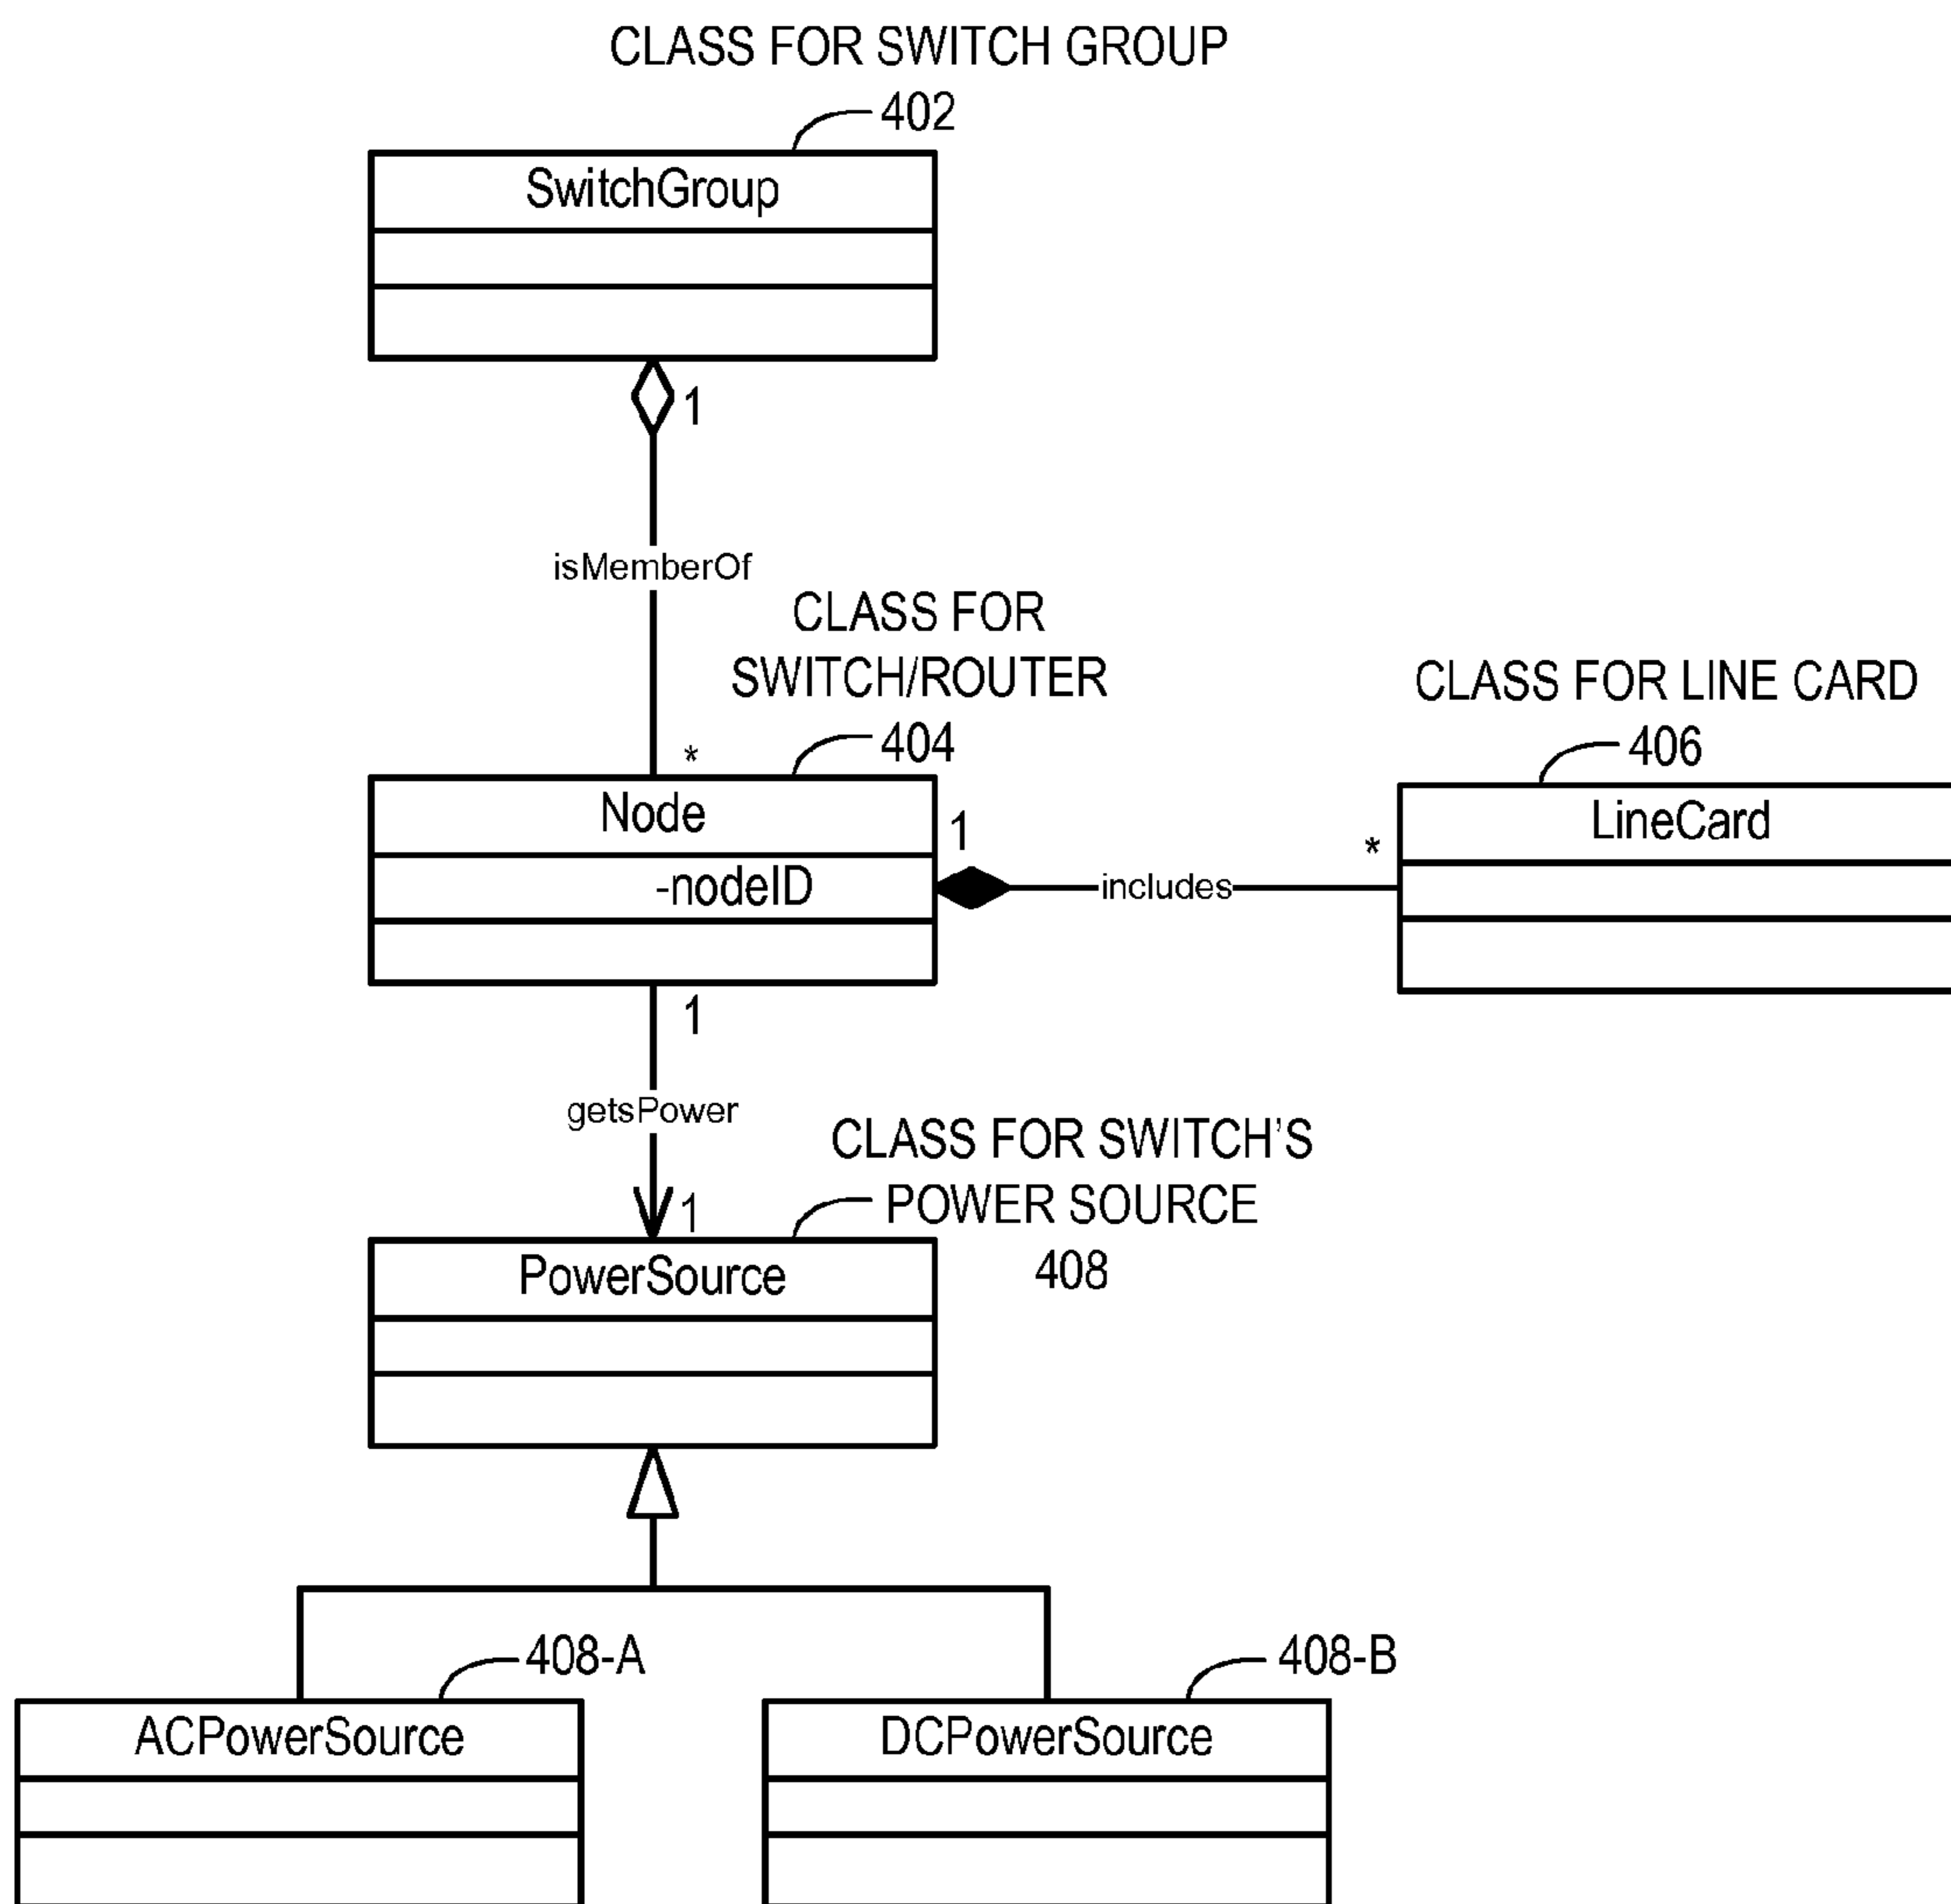 CLASS FOR SWITCH GROUP
402
SwitchGroup
1
isMemberOf
CLASS FOR
SWITCH/ROUTER
404
*
Node
-nodeID
1
includes
*
CLASS FOR LINE CARD
406
LineCard
1
getsPower
1
CLASS FOR SWITCH'S
POWER SOURCE
408
PowerSource
408-A
ACPowerSource
408-B
DCPowerSource